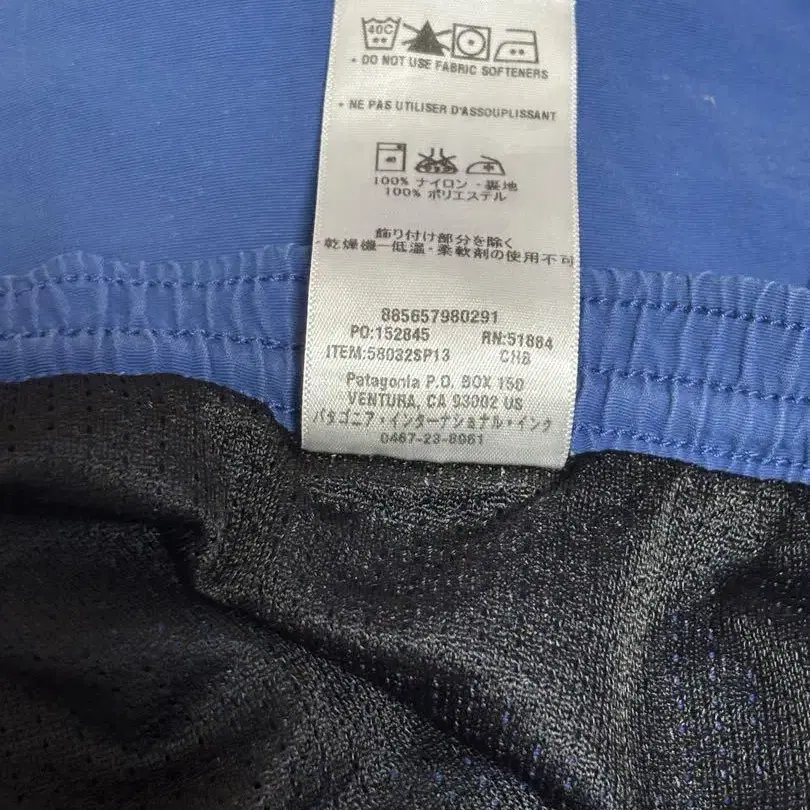 40C
• DO NOT USE FABRIC SOFTENERS
• NE PAS UTILISER D'ASSOUPLISSANT
100% ナイロン・裏地
100% ポリエステル
飾り付け部分を除く
・乾燥機ー低温・柔軟剤の使用不可
885657980291
PO:152845 RN:51884
ITEM:58032SP13 CHB
Patagonia P.O. BOX 150
VENTURA, CA 93002 US
パタゴニア・インターナショナル・インク
0467-23-8961